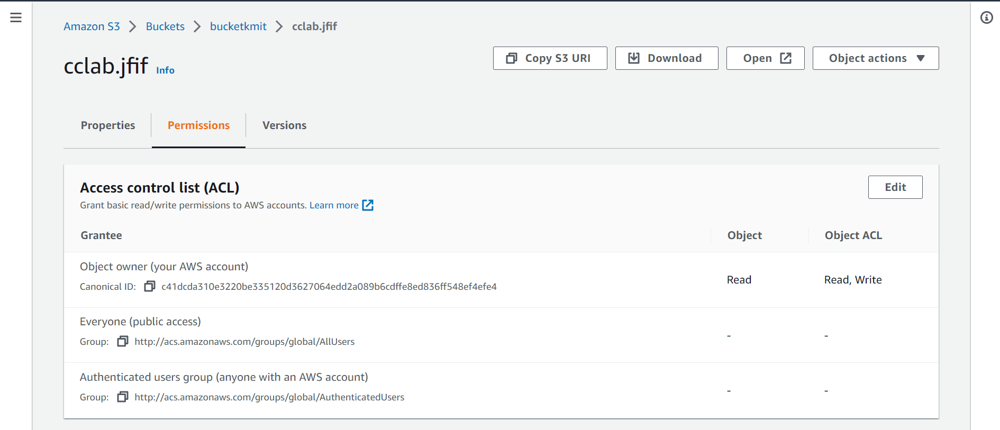 Amazon S3 Buckets bucketkmit cclab.jfif
cclab.jfif Info
Copy S3 URI Download Open Object actions
Properties Permissions Versions
Access control list (ACL)
Edit
Grant basic read/write permissions to AWS accounts. Learn more
Grantee Object Object ACL
Object owner (your AWS account)
Canonical ID: c41dcda310e3220be335120d3627064edd2a089b6cdffe8ed836ff548ef4efe4
Read Read, Write
Everyone (public access)
Group: http://acs.amazonaws.com/groups/global/AllUsers
- -
Authenticated users group (anyone with an AWS account)
Group: http://acs.amazonaws.com/groups/global/AuthenticatedUsers
- -